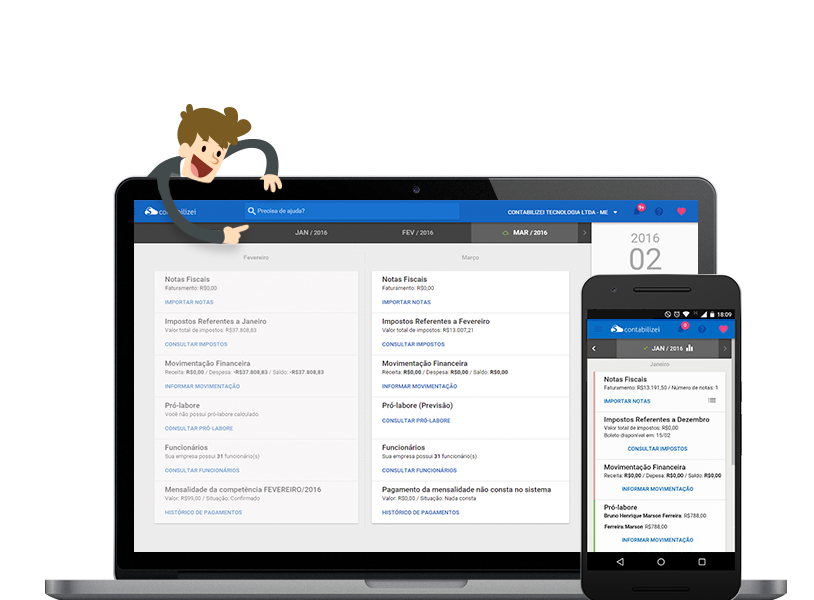 contabilizei
Precisa de ajuda?
CONTABILIZEI TECNOLOGIA LTDA - ME
9+
JAN / 2016
FEV / 2016
MAR / 2016
2016
02
Fevereiro
Notas Fiscais
Faturamento: R$0,00
IMPORTAR NOTAS
Impostos Referentes a Janeiro
Valor total de impostos: R$37.808,83
CONSULTAR IMPOSTOS
Movimentação Financeira
Receita: R$0,00 / Despesa: -R$37.808,83 / Saldo: -R$37.808,83
INFORMAR MOVIMENTAÇÃO
Pró-labore
Você não possui pró-labore calculado.
CONSULTAR PRÓ-LABORE
Funcionários
Sua empresa possui 31 funcionário(s)
CONSULTAR FUNCIONÁRIOS
Mensalidade da competência FEVEREIRO/2016
Valor: R$99,00 / Situação: Confirmado
HISTÓRICO DE PAGAMENTOS
Março
Notas Fiscais
Faturamento: R$0,00
IMPORTAR NOTAS
Impostos Referentes a Fevereiro
Valor total de impostos: R$13.007,21
CONSULTAR IMPOSTOS
Movimentação Financeira
Receita: R$0,00 / Despesa: R$0,00 / Saldo: R$0,00
INFORMAR MOVIMENTAÇÃO
Pró-labore (Previsão)
CONSULTAR PRÓ-LABORE
Funcionários
Sua empresa possui 31 funcionário(s)
CONSULTAR FUNCIONÁRIOS
Pagamento da mensalidade não consta no sistema
Valor: R$0,00 / Situação: Nada consta
HISTÓRICO DE PAGAMENTOS
H
18:09
contabilizei
JAN / 2016
Janeiro
Notas Fiscais
Faturamento: R$13.191,50 / Número de notas: 1
IMPORTAR NOTAS
Impostos Referentes a Dezembro
Valor total de impostos: R$0,00
Boleto disponível em: 15/02
CONSULTAR IMPOSTOS
Movimentação Financeira
Receita: R$0,00 / Despesa: R$0,00 / Saldo: R$0,00
INFORMAR MOVIMENTAÇÃO
Pró-labore
Bruno Henrique Marson Ferreira: R$788,00
Ferreira Marson R$788,00
INFORMAR MOVIMENTAÇÃO